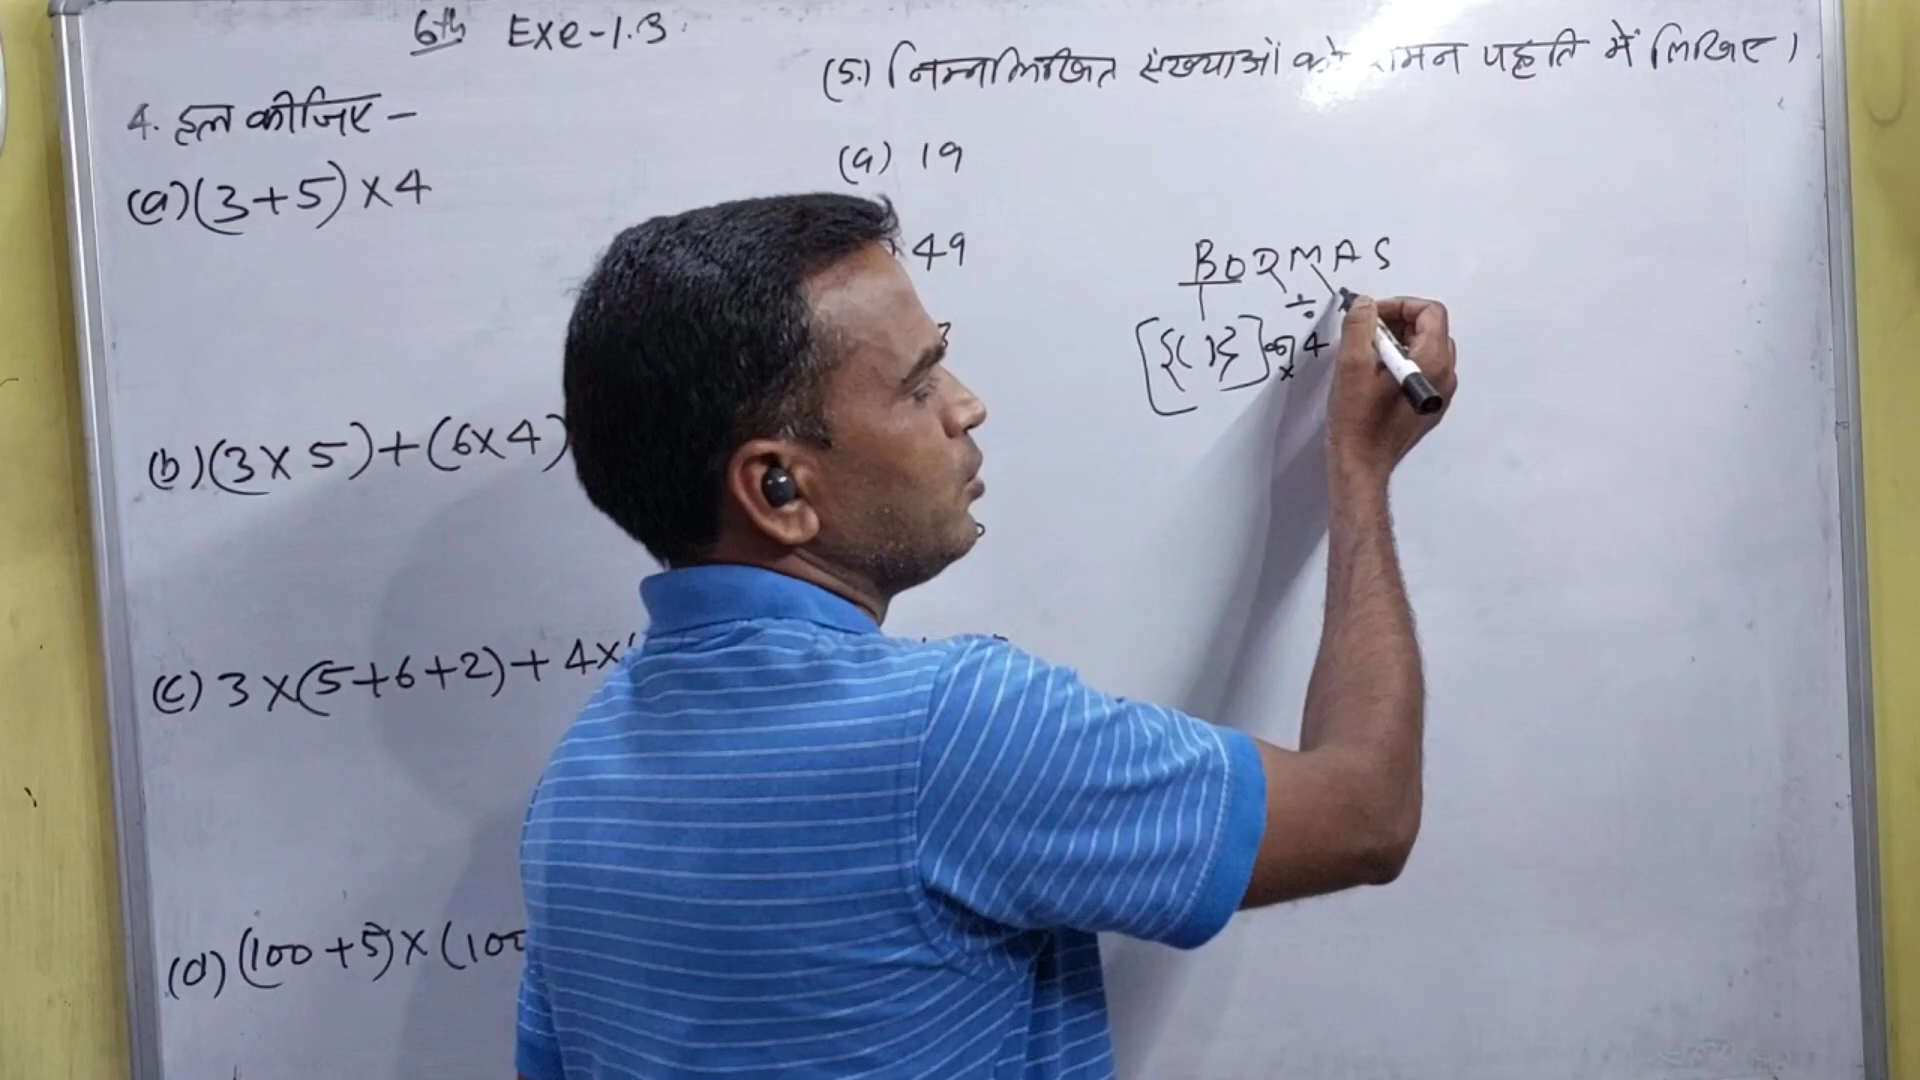 6th Exe-1.3.
4. हल कीजिए -
(a) (3+5)×4
(b) (3×5)+(6×4)
(c) 3×(5+6+2)+4×
(d) (100+5)×(100
(5.) निम्नलिखित संख्याओं को रोमन पद्धति में लिखिए।
(a) 19
49
BODMAS
÷
[{( )}] का 4
×